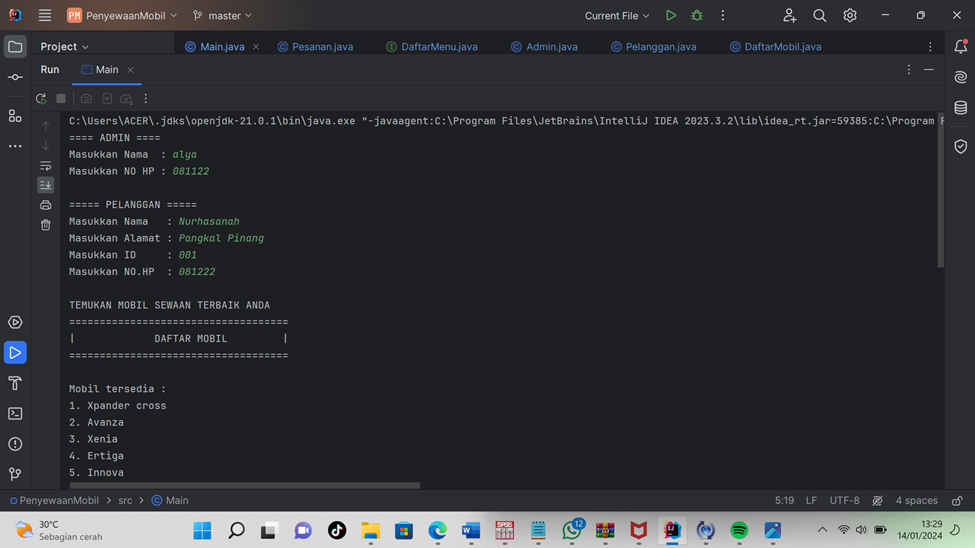 PM PenyewaanMobil master Current File
Project Main.java Pesanan.java DaftarMenu.java Admin.java Pelanggan.java DaftarMobil.java
Run Main
C:\Users\ACER\.jdks\openjdk-21.0.1\bin\java.exe "-javaagent:C:\Program Files\JetBrains\IntelliJ IDEA 2023.3.2\lib\idea_rt.jar=59385:C:\Program F
==== ADMIN ====
Masukkan Nama  : alya
Masukkan NO HP : 081122
===== PELANGGAN =====
Masukkan Nama   : Nurhasanah
Masukkan Alamat : Pangkal Pinang
Masukkan ID     : 001
Masukkan NO.HP  : 081222
TEMUKAN MOBIL SEWAAN TERBAIK ANDA
====================================
|             DAFTAR MOBIL         |
====================================
Mobil tersedia :
1. Xpander cross
2. Avanza
3. Xenia
4. Ertiga
5. Innova
PenyewaanMobil > src > Main 5:19 LF UTF-8 4 spaces
30°C
Sebagian cerah
12
13:29
14/01/2024